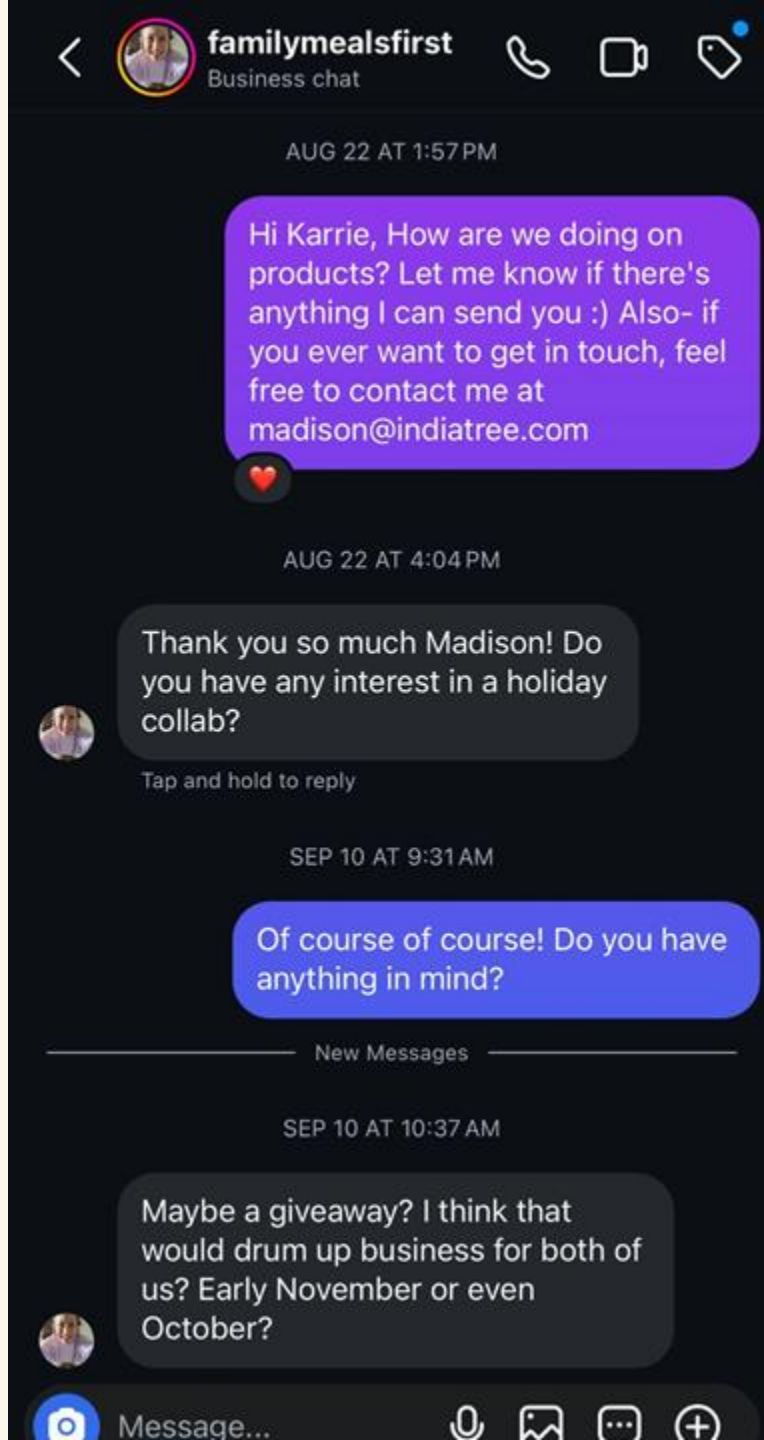 familymealsfirst
Business chat
AUG 22 AT 1:57 PM
Hi Karrie, How are we doing on
products? Let me know if there's
anything I can send you :) Also- if
you ever want to get in touch, feel
free to contact me at
madison@indiatree.com
AUG 22 AT 4:04 PM
Thank you so much Madison! Do
you have any interest in a holiday
collab?
Tap and hold to reply
SEP 10 AT 9:31 AM
Of course of course! Do you have
anything in mind?
New Messages
SEP 10 AT 10:37 AM
Maybe a giveaway? I think that
would drum up business for both of
us? Early November or even
October?
Message...